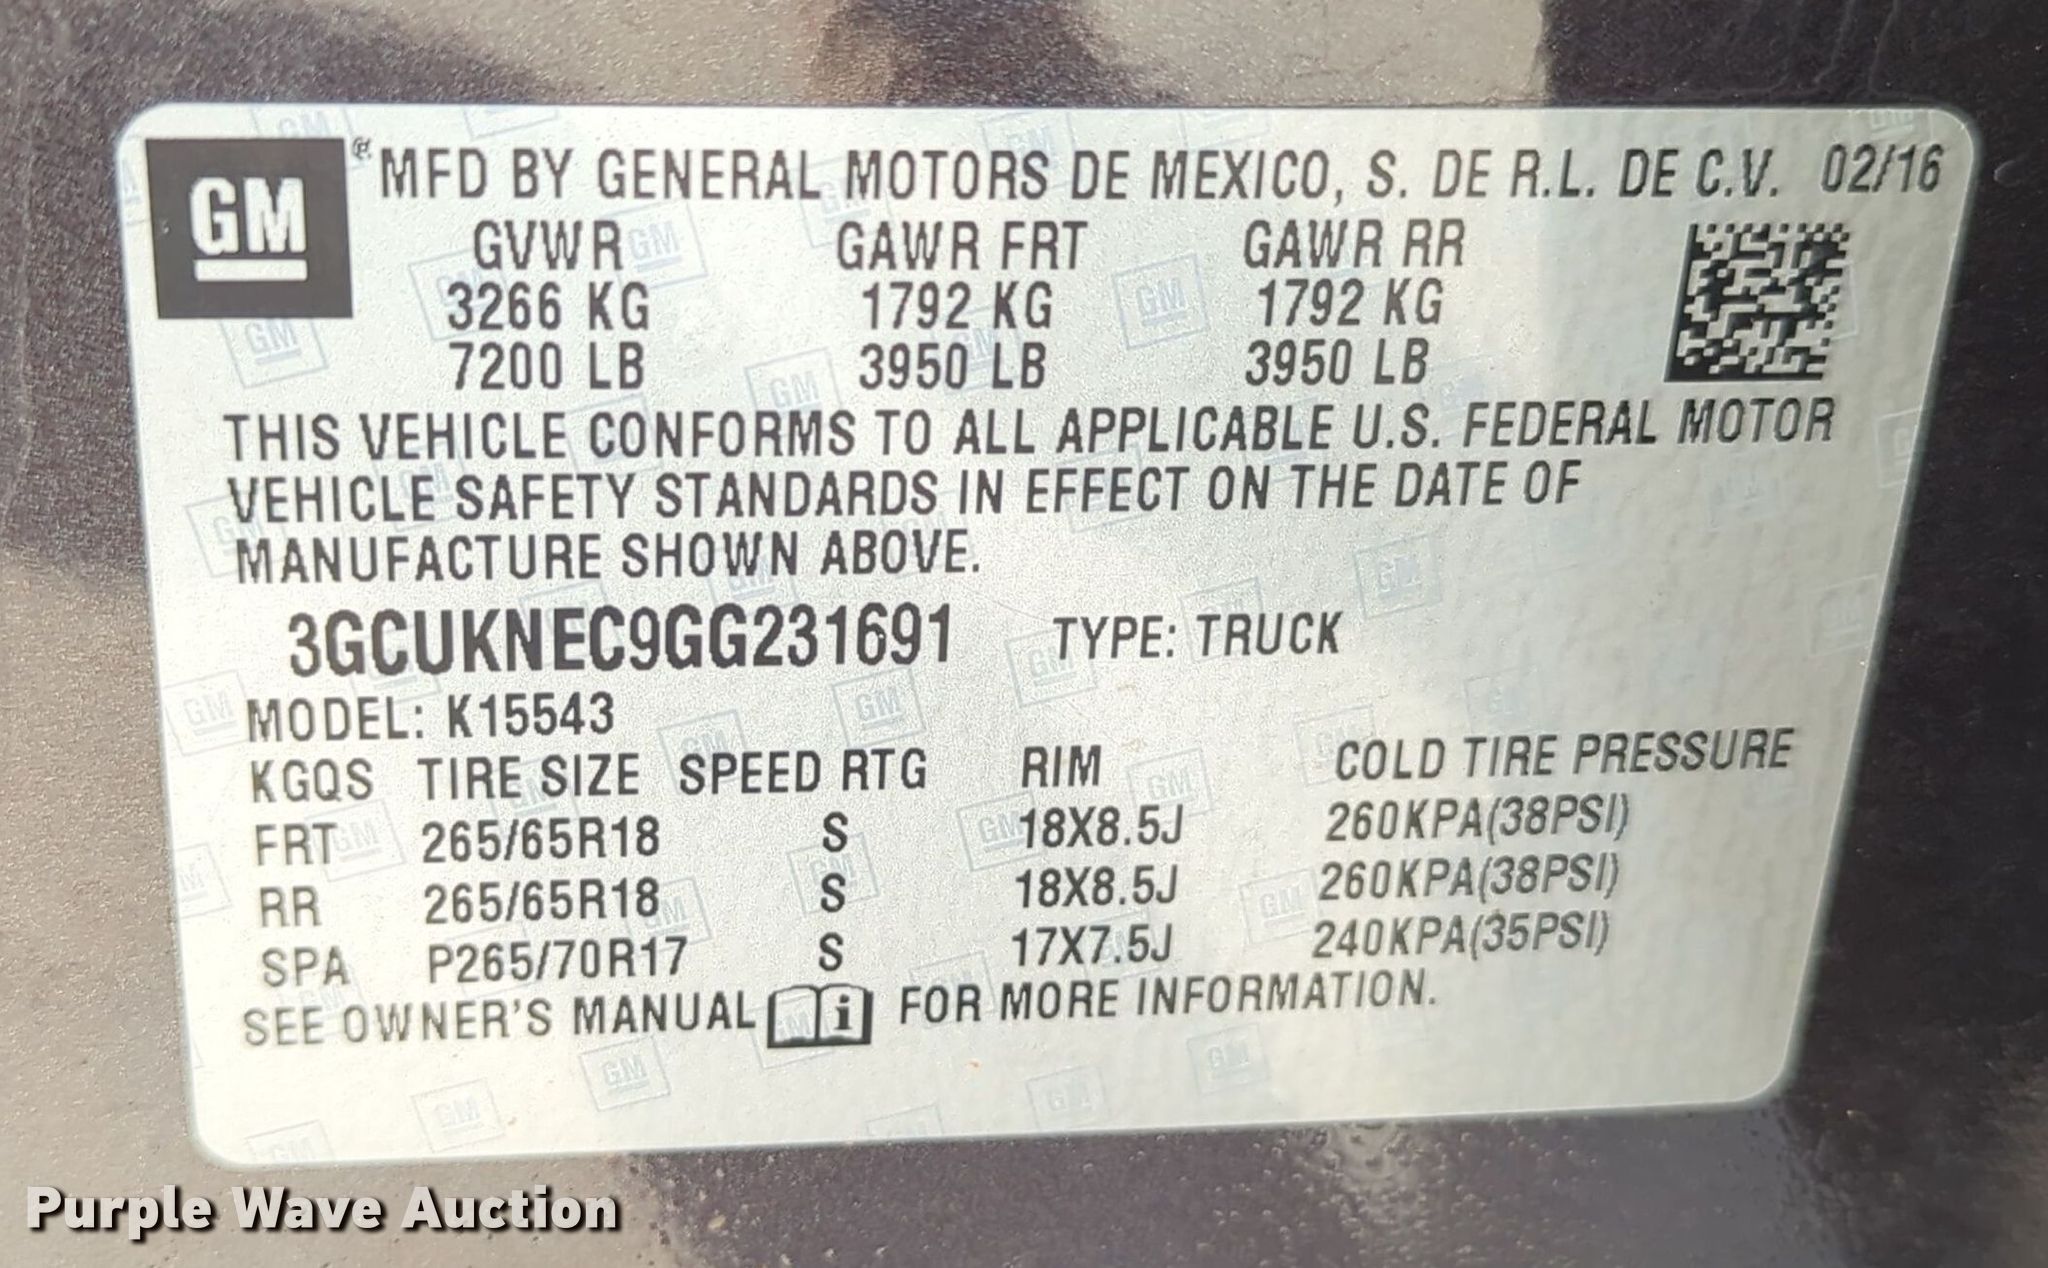 GM® MFD BY GENERAL MOTORS DE MEXICO, S. DE R.L. DE C.V. 02/16
GVWR GAWR FRT GAWR RR
3266 KG 1792 KG 1792 KG
7200 LB 3950 LB 3950 LB
THIS VEHICLE CONFORMS TO ALL APPLICABLE U.S. FEDERAL MOTOR
VEHICLE SAFETY STANDARDS IN EFFECT ON THE DATE OF
MANUFACTURE SHOWN ABOVE.
3GCUKNEC9GG231691 TYPE: TRUCK
MODEL: K15543
KGQS TIRE SIZE SPEED RTG RIM COLD TIRE PRESSURE
FRT 265/65R18 S 18X8.5J 260KPA(38PSI)
RR 265/65R18 S 18X8.5J 260KPA(38PSI)
SPA P265/70R17 S 17X7.5J 240KPA(35PSI)
SEE OWNER'S MANUAL i FOR MORE INFORMATION.
Purple Wave Auction